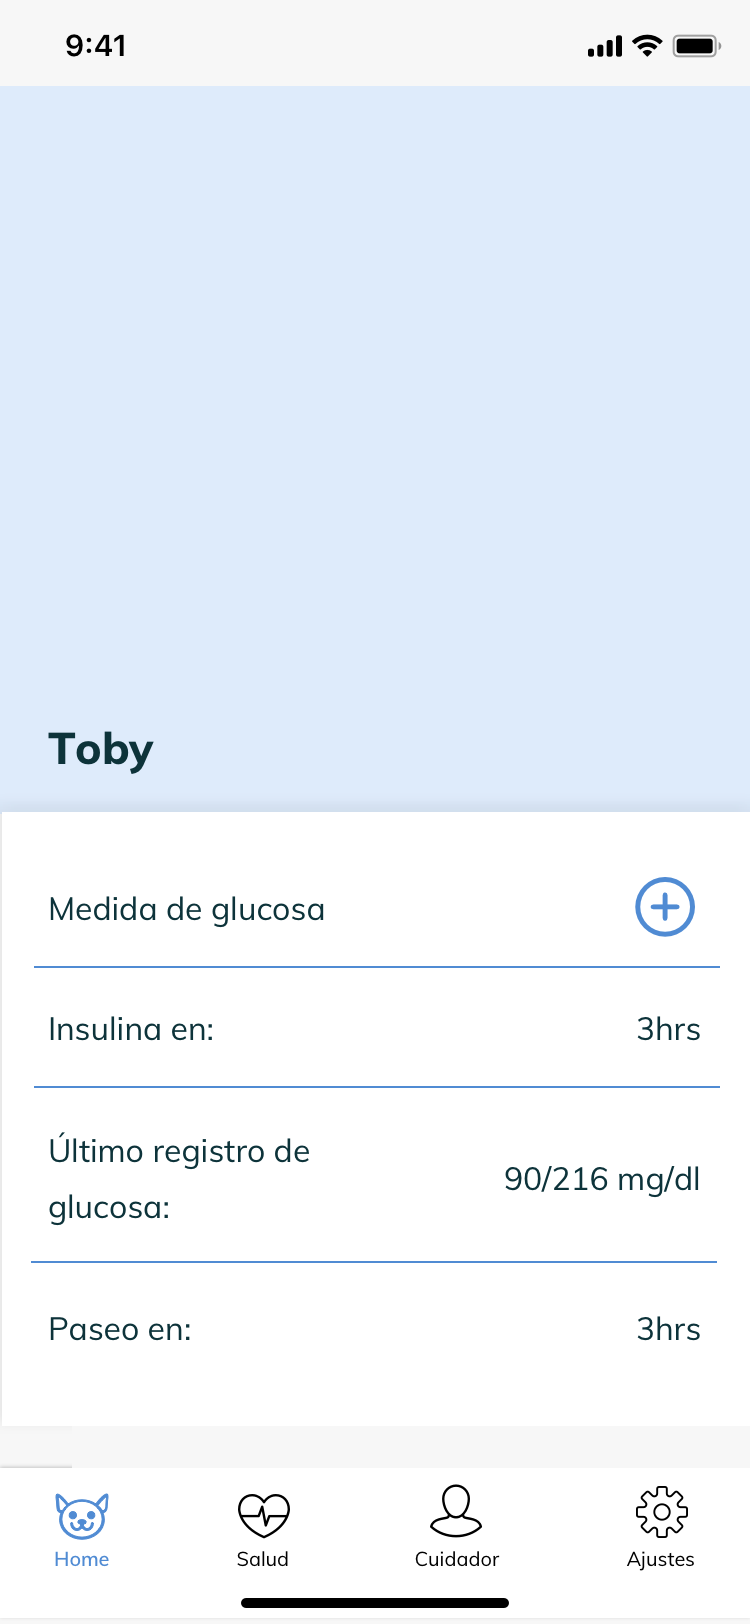 9:41
Toby
Medida de glucosa
Insulina en: 3hrs
Último registro de
glucosa: 90/216 mg/dl
Paseo en: 3hrs
Home Salud Cuidador Ajustes